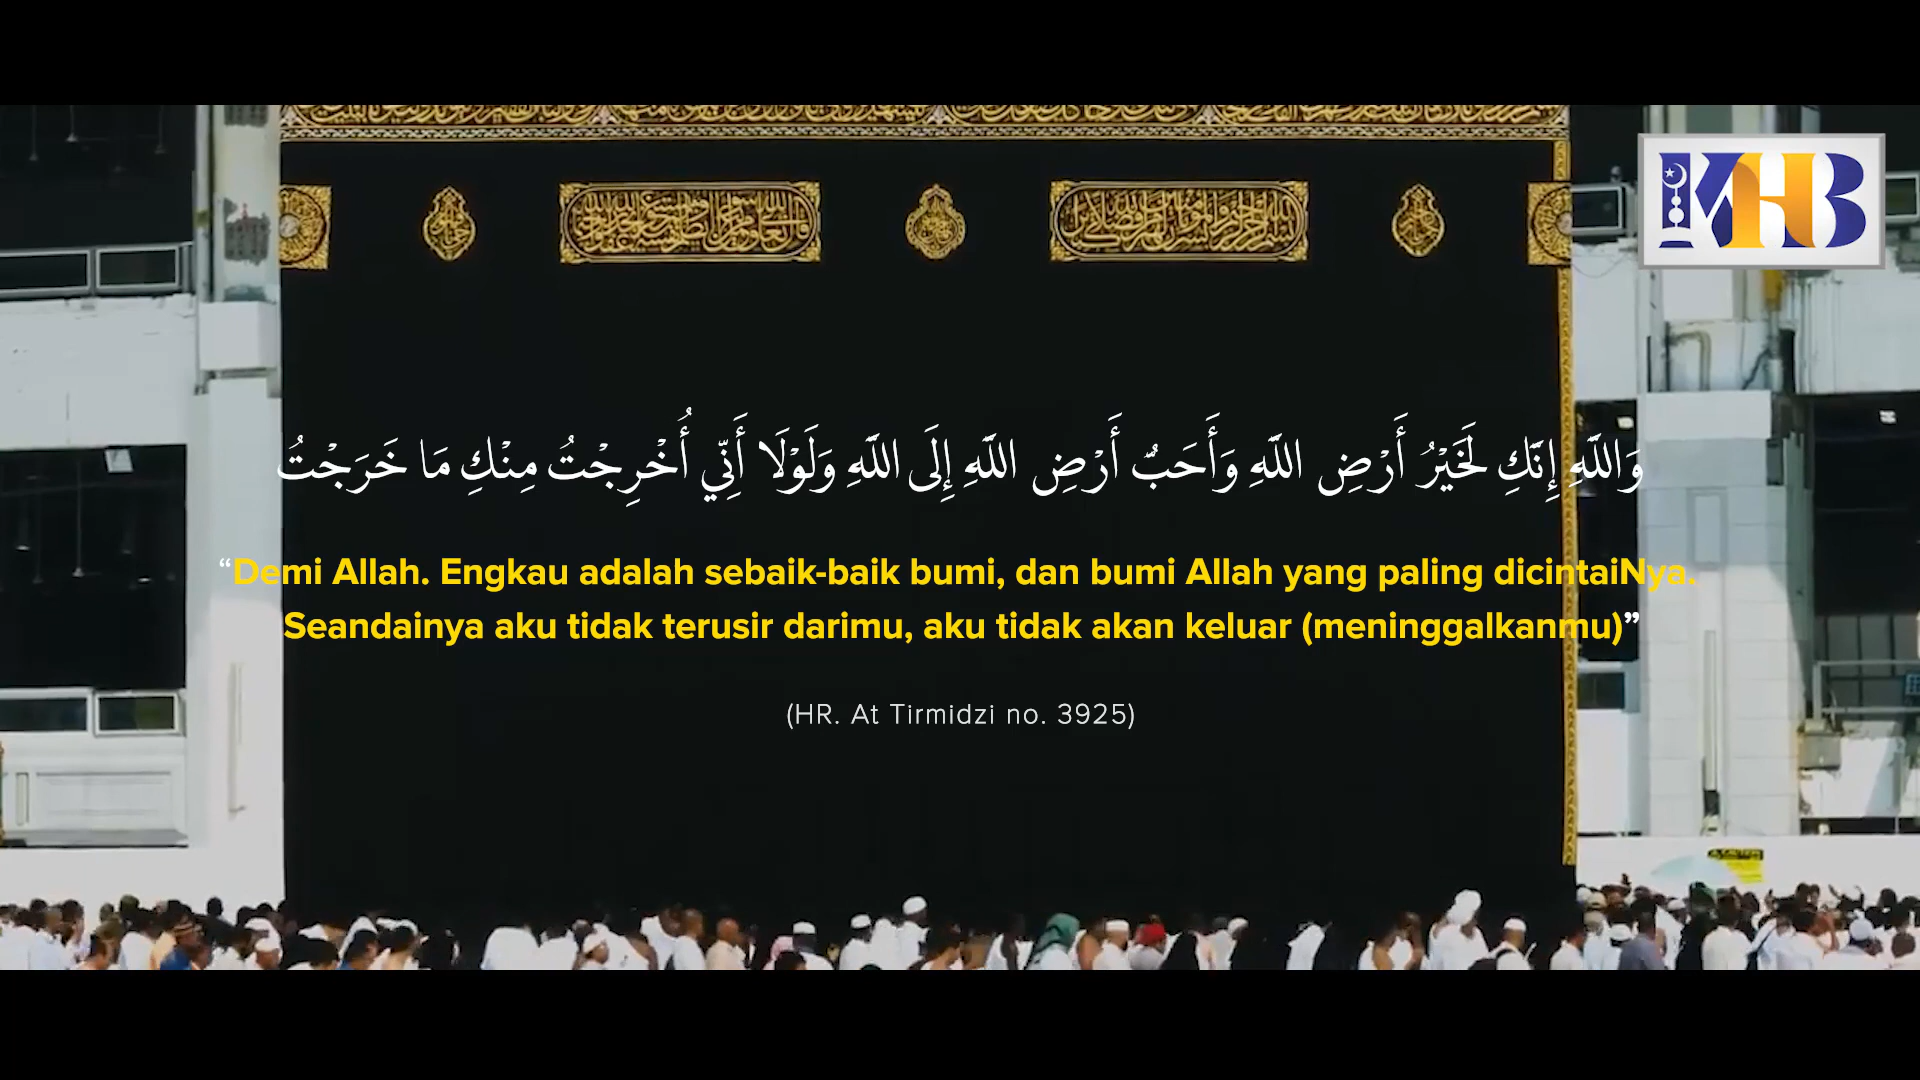 KHB
وَاللَّهِ إِنَّكِ لَخَيْرُ أَرْضِ اللَّهِ وَأَحَبُّ أَرْضِ اللَّهِ إِلَى اللَّهِ وَلَوْلَا أَنِّي أُخْرِجْتُ مِنْكِ مَا خَرَجْتُ
“Demi Allah. Engkau adalah sebaik-baik bumi, dan bumi Allah yang paling dicintaiNya.
Seandainya aku tidak terusir darimu, aku tidak akan keluar (meninggalkanmu)”
(HR. At Tirmidzi no. 3925)